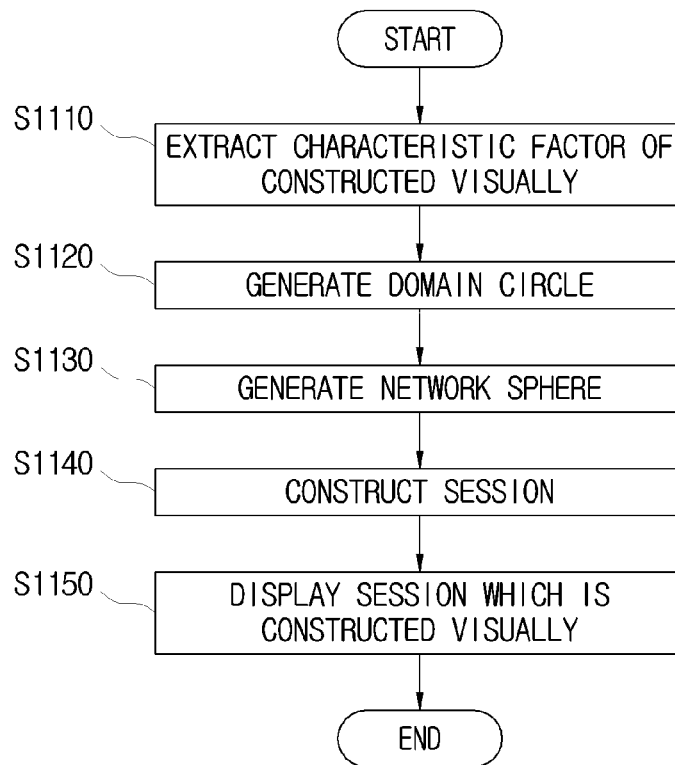 START
S1110
EXTRACT CHARACTERISTIC FACTOR OF
CONSTRUCTED VISUALLY
S1120
GENERATE DOMAIN CIRCLE
S1130
GENERATE NETWORK SPHERE
S1140
CONSTRUCT SESSION
S1150
DISPLAY SESSION WHICH IS
CONSTRUCTED VISUALLY
END